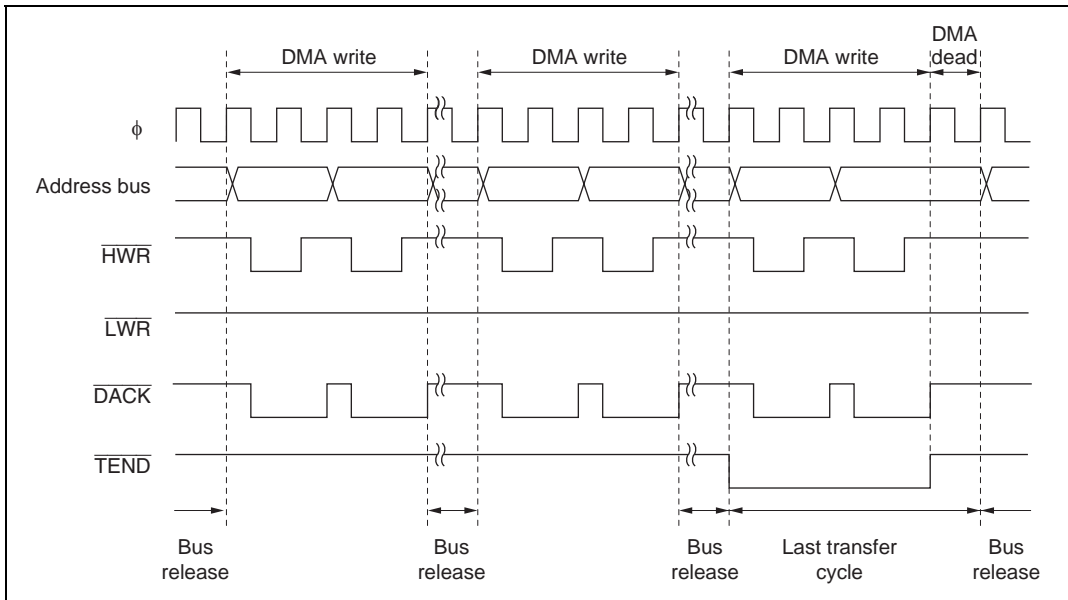 DMA write
DMA write
DMA write
DMA
dead
ϕ
Address bus
HWR
LWR
DACK
TEND
Bus
release
Bus
release
Bus
release
Last transfer
cycle
Bus
release